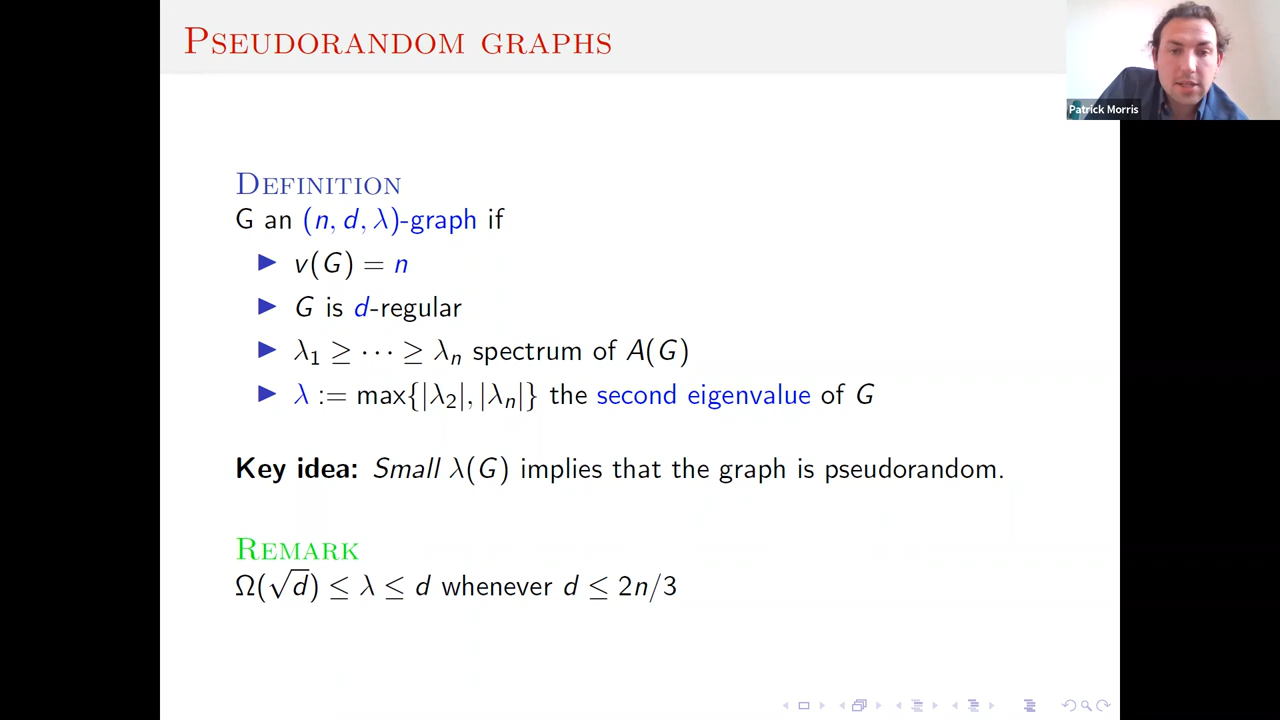 PSEUDORANDOM GRAPHS
Patrick Morris
DEFINITION
G an (n, d, λ)-graph if
▶ v(G) = n
▶ G is d-regular
▶ λ₁ ≥ ⋯ ≥ λₙ spectrum of A(G)
▶ λ := max{|λ₂|, |λₙ|} the second eigenvalue of G
Key idea: Small λ(G) implies that the graph is pseudorandom.
REMARK
Ω(√d) ≤ λ ≤ d whenever d ≤ 2n/3